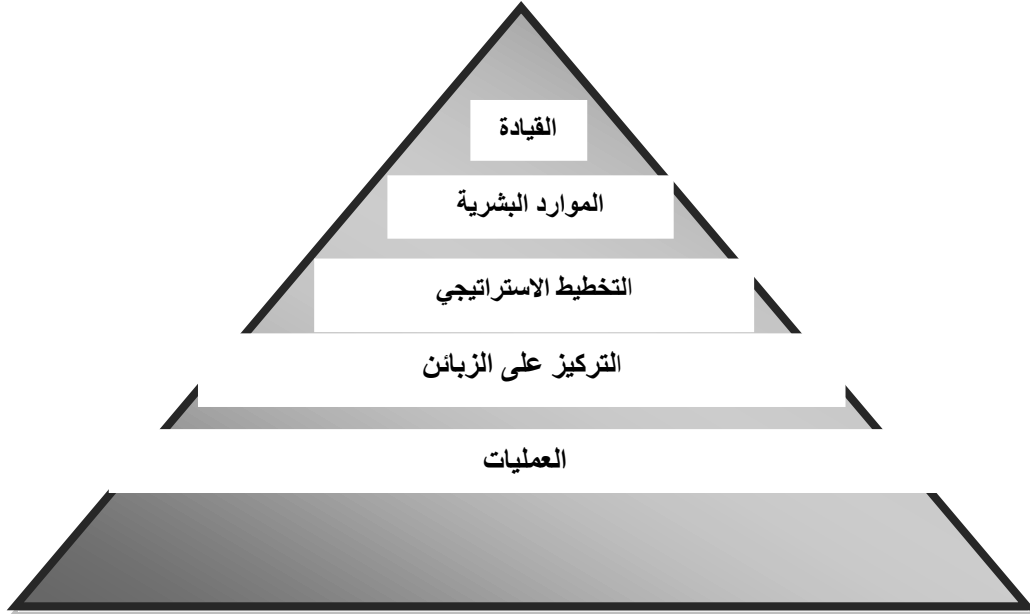 القيادة
الموارد البشرية
التخطيط الاستراتيجي
التركيز على الزبائن
العمليات